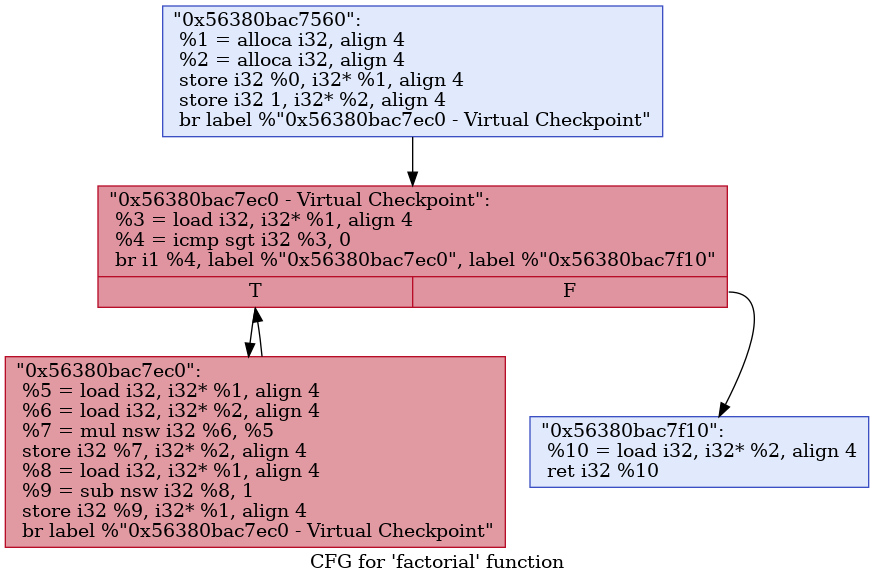 "0x56380bac7560":
%1 = alloca i32, align 4
%2 = alloca i32, align 4
store i32 %0, i32* %1, align 4
store i32 1, i32* %2, align 4
br label %"0x56380bac7ec0 - Virtual Checkpoint"
"0x56380bac7ec0 - Virtual Checkpoint":
%3 = load i32, i32* %1, align 4
%4 = icmp sgt i32 %3, 0
br i1 %4, label %"0x56380bac7ec0", label %"0x56380bac7f10"
T F
"0x56380bac7ec0":
%5 = load i32, i32* %1, align 4
%6 = load i32, i32* %2, align 4
%7 = mul nsw i32 %6, %5
store i32 %7, i32* %2, align 4
%8 = load i32, i32* %1, align 4
%9 = sub nsw i32 %8, 1
store i32 %9, i32* %1, align 4
br label %"0x56380bac7ec0 - Virtual Checkpoint"
"0x56380bac7f10":
%10 = load i32, i32* %2, align 4
ret i32 %10
CFG for 'factorial' function